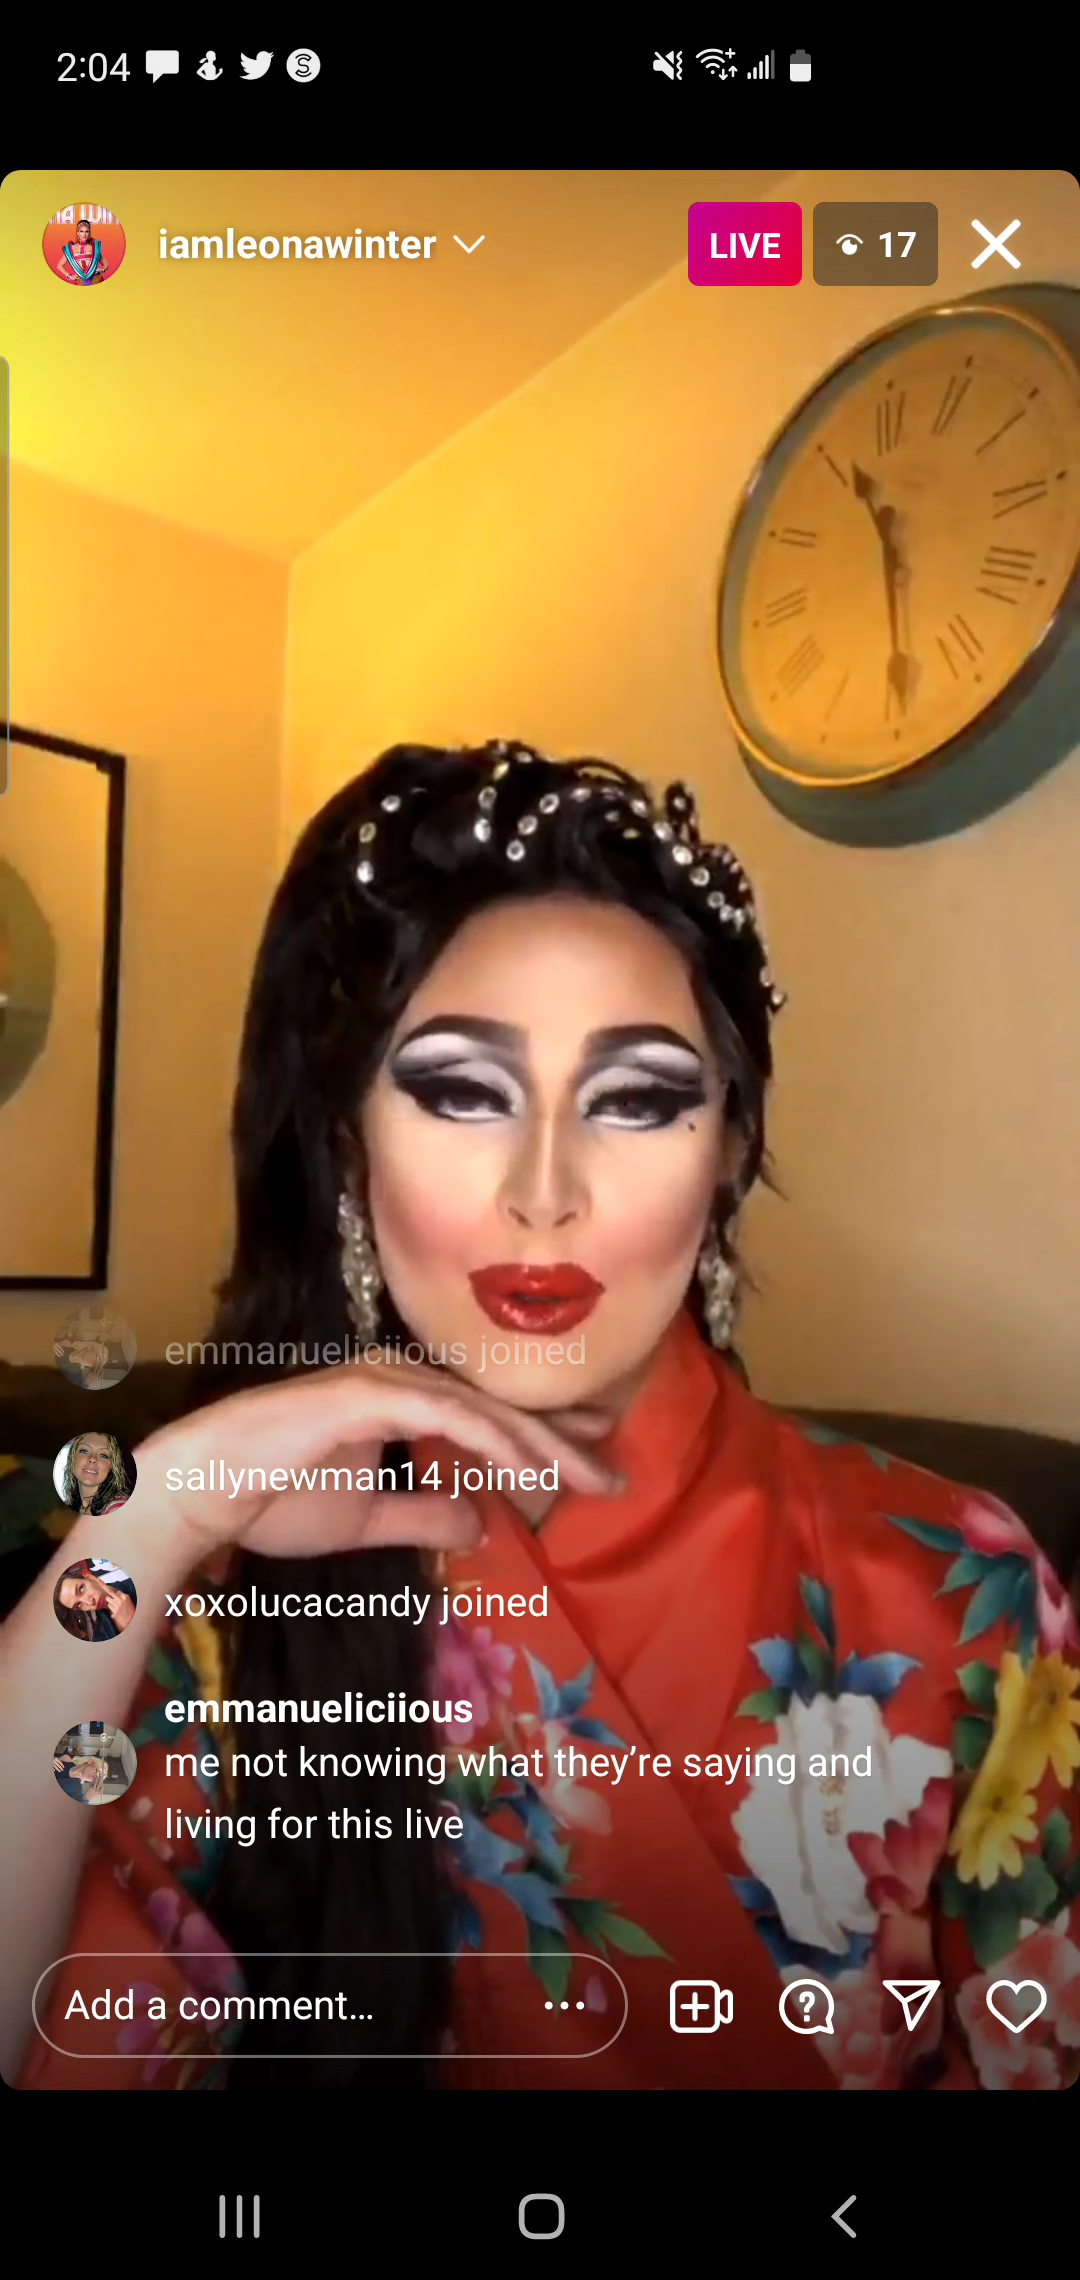 2:04
iamleonawinter
LIVE
17
emmanueliciious joined
sallynewman14 joined
xoxolucacandy joined
emmanueliciious
me not knowing what they’re saying and
living for this live
Add a comment...